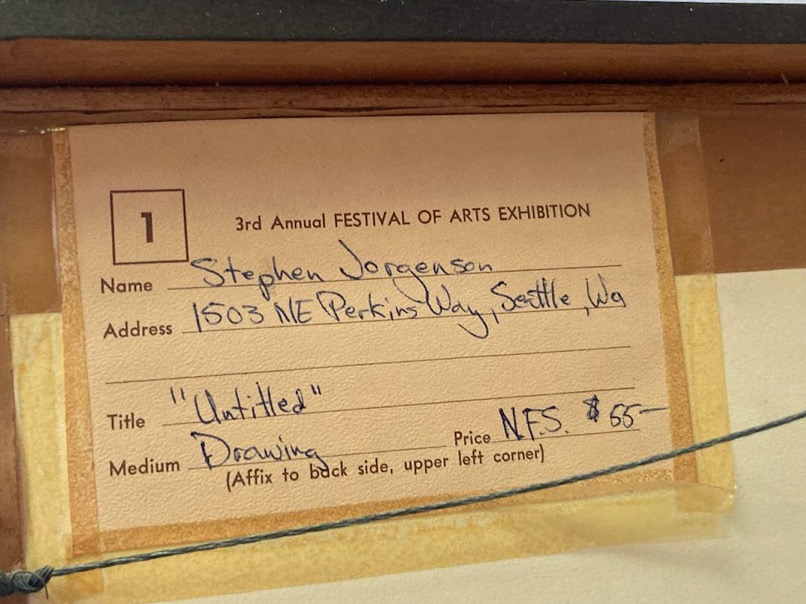 1
3rd Annual FESTIVAL OF ARTS EXHIBITION
Name Stephen Jorgenson
Address 1503 NE Perkins Way, Seattle, Wa
Title "Untitled"
Medium Drawing Price N.F.S. $65-
(Affix to back side, upper left corner)